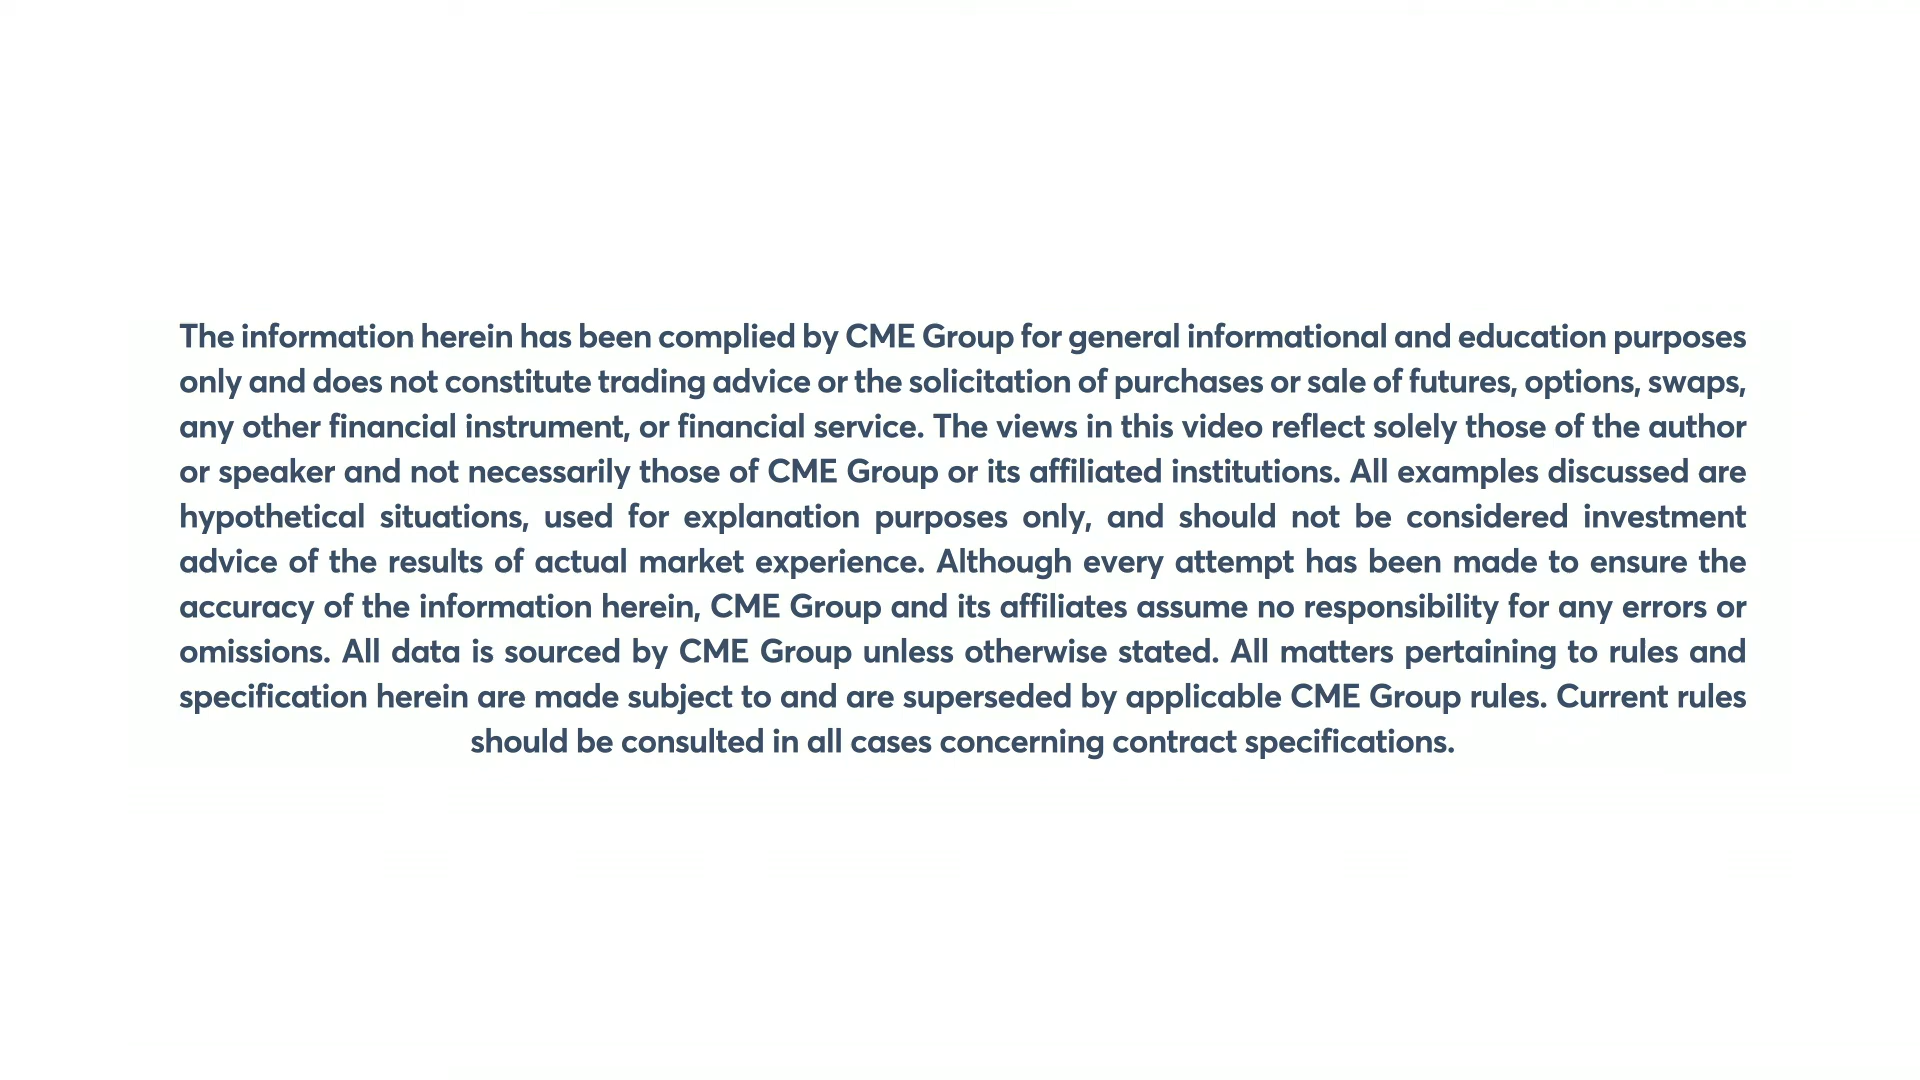 The information herein has been complied by CME Group for general informational and education purposes
only and does not constitute trading advice or the solicitation of purchases or sale of futures, options, swaps,
any other financial instrument, or financial service. The views in this video reflect solely those of the author
or speaker and not necessarily those of CME Group or its affiliated institutions. All examples discussed are
hypothetical situations, used for explanation purposes only, and should not be considered investment
advice of the results of actual market experience. Although every attempt has been made to ensure the
accuracy of the information herein, CME Group and its affiliates assume no responsibility for any errors or
omissions. All data is sourced by CME Group unless otherwise stated. All matters pertaining to rules and
specification herein are made subject to and are superseded by applicable CME Group rules. Current rules
should be consulted in all cases concerning contract specifications.